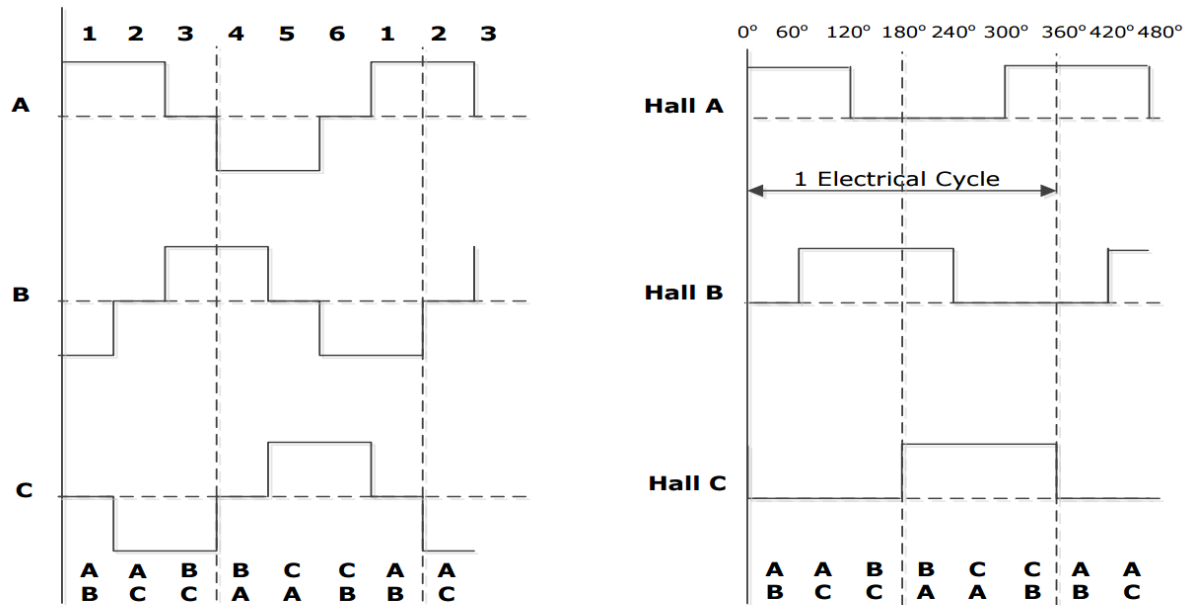 1 2 3 4 5 6 1 2 3
A
B
C
A A B B C C A A
B C C A A B B C
0° 60° 120° 180° 240° 300° 360° 420° 480°
Hall A
1 Electrical Cycle
Hall B
Hall C
A A B B C C A A
B C C A A B B C